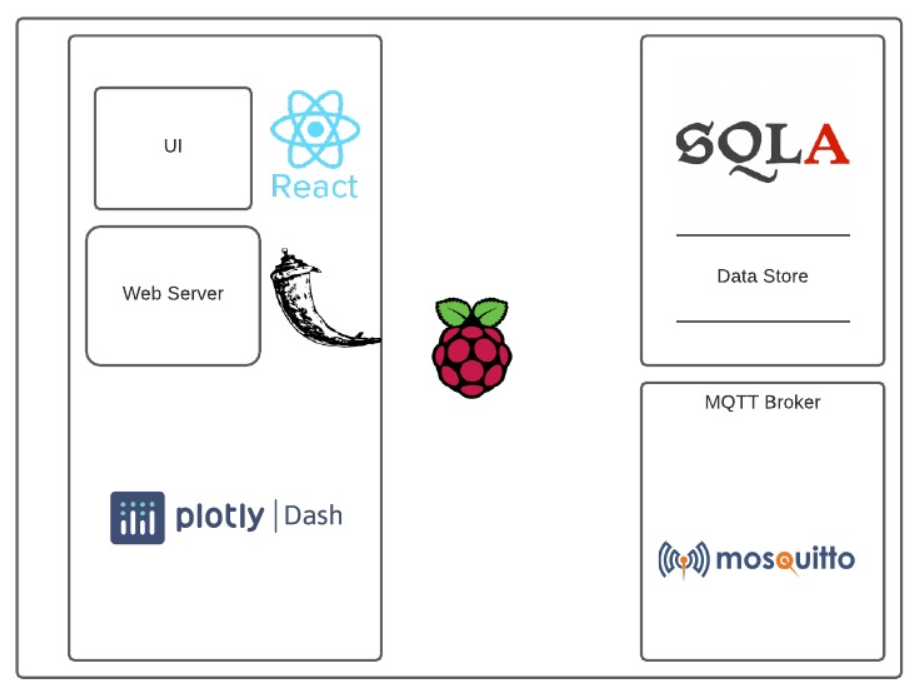 UI
React
Web Server
plotly | Dash
SQLA
Data Store
MQTT Broker
mosquitto